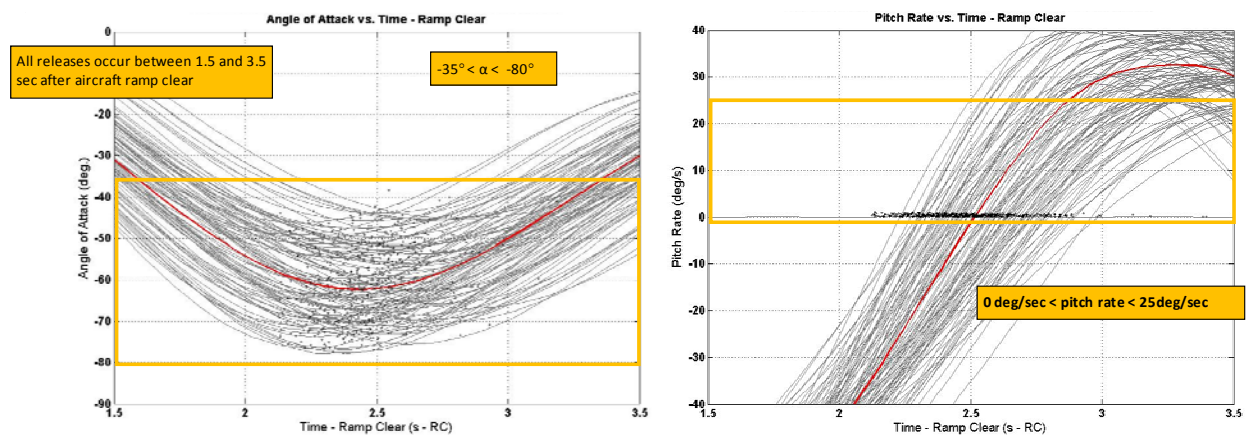 Angle of Attack vs. Time - Ramp Clear
All releases occur between 1.5 and 3.5
sec after aircraft ramp clear
-35° < α < -80°
0
-20
-30
-40
-50
-60
-70
-80
-90
Angle of Attack (deg.)
1.5 2 2.5 3 3.5
Time - Ramp Clear (s - RC)
Pitch Rate vs. Time - Ramp Clear
40
30
20
10
0
-10
-20
-30
-40
Pitch Rate (deg/s)
0 deg/sec < pitch rate < 25deg/sec
1.5 2 2.5 3 3.5
Time - Ramp Clear (s - RC)